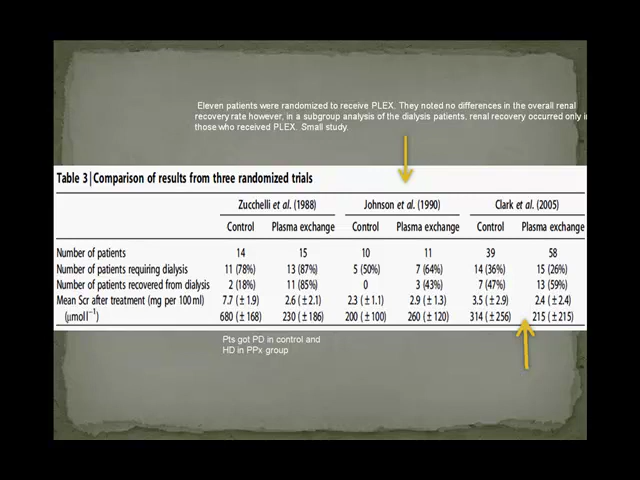 Eleven patients were randomized to receive PLEX. They noted no differences in the overall renal
recovery rate however, in a subgroup analysis of the dialysis patients, renal recovery occurred only i
those who received PLEX. Small study.
Table 3 | Comparison of results from three randomized trials
Zucchelli et al. (1988) Johnson et al. (1990) Clark et al. (2005)
Control Plasma exchange Control Plasma exchange Control Plasma exchange
Number of patients 14 15 10 11 39 58
Number of patients requiring dialysis 11 (78%) 13 (87%) 5 (50%) 7 (64%) 14 (36%) 15 (26%)
Number of patients recovered from dialysis 2 (18%) 11 (85%) 0 3 (43%) 7 (47%) 13 (59%)
Mean Scr after treatment (mg per 100 ml) 7.7 (±1.9) 2.6 (±2.1) 2.3 (±1.1) 2.9 (±1.3) 3.5 (±2.9) 2.4 (±2.4)
(μmol l⁻¹) 680 (±168) 230 (±186) 200 (±100) 260 (±120) 314 (±256) 215 (±215)
Pts got PD in control and
HD in PPx group